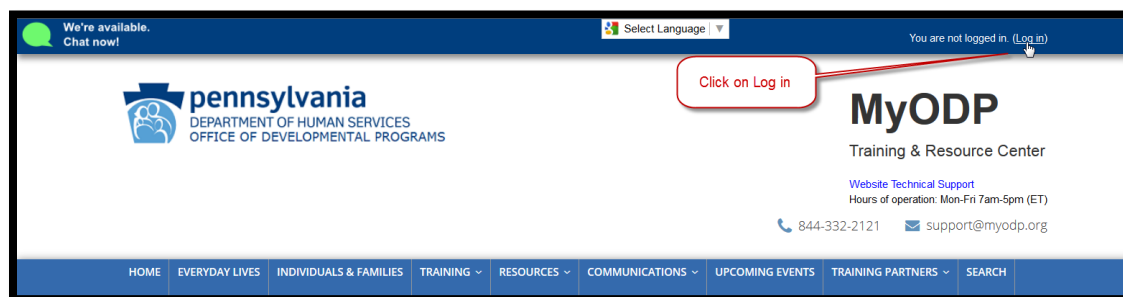 We're available.
Chat now!
Select Language ▼
You are not logged in. (Log in)
Click on Log in
pennsylvania
DEPARTMENT OF HUMAN SERVICES
OFFICE OF DEVELOPMENTAL PROGRAMS
MyODP
Training & Resource Center
Website Technical Support
Hours of operation: Mon-Fri 7am-5pm (ET)
844-332-2121 support@myodp.org
HOME EVERYDAY LIVES INDIVIDUALS & FAMILIES TRAINING RESOURCES COMMUNICATIONS UPCOMING EVENTS TRAINING PARTNERS SEARCH